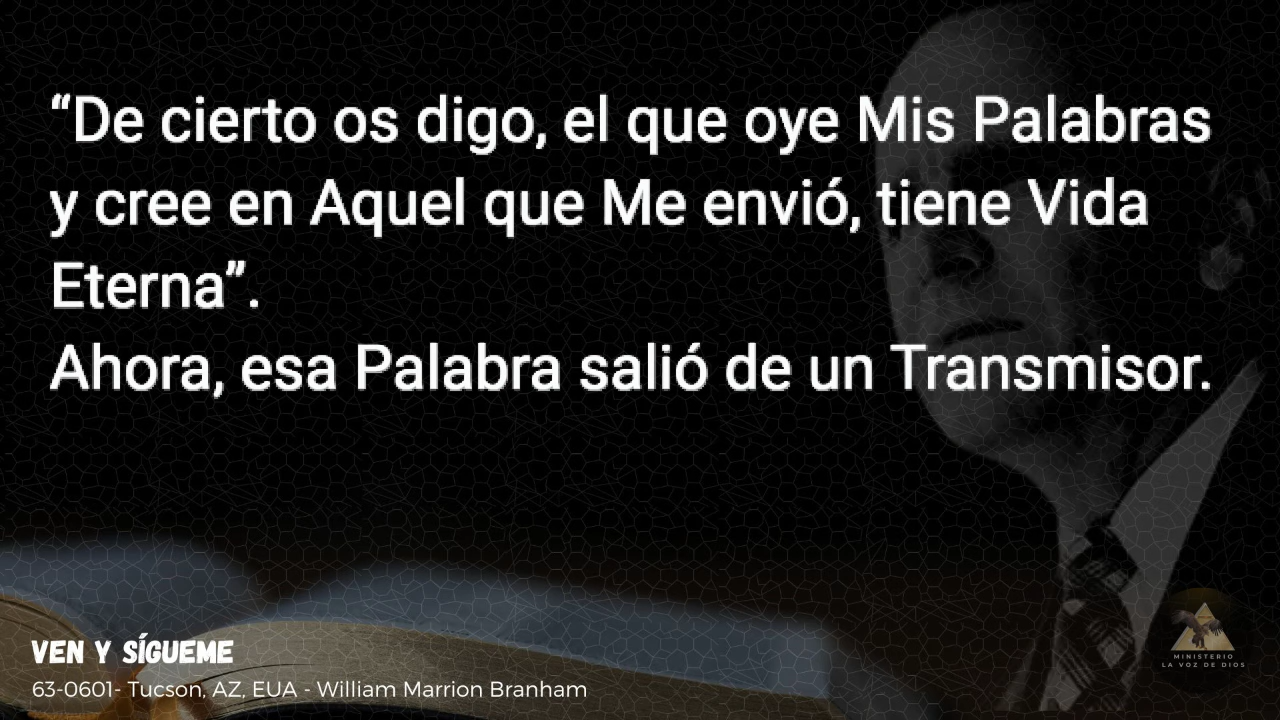 “De cierto os digo, el que oye Mis Palabras
y cree en Aquel que Me envió, tiene Vida
Eterna”.
Ahora, esa Palabra salió de un Transmisor.
VEN Y SÍGUEME
63-0601- Tucson, AZ, EUA - William Marrion Branham
MINISTERIO
LA VOZ DE DIOS